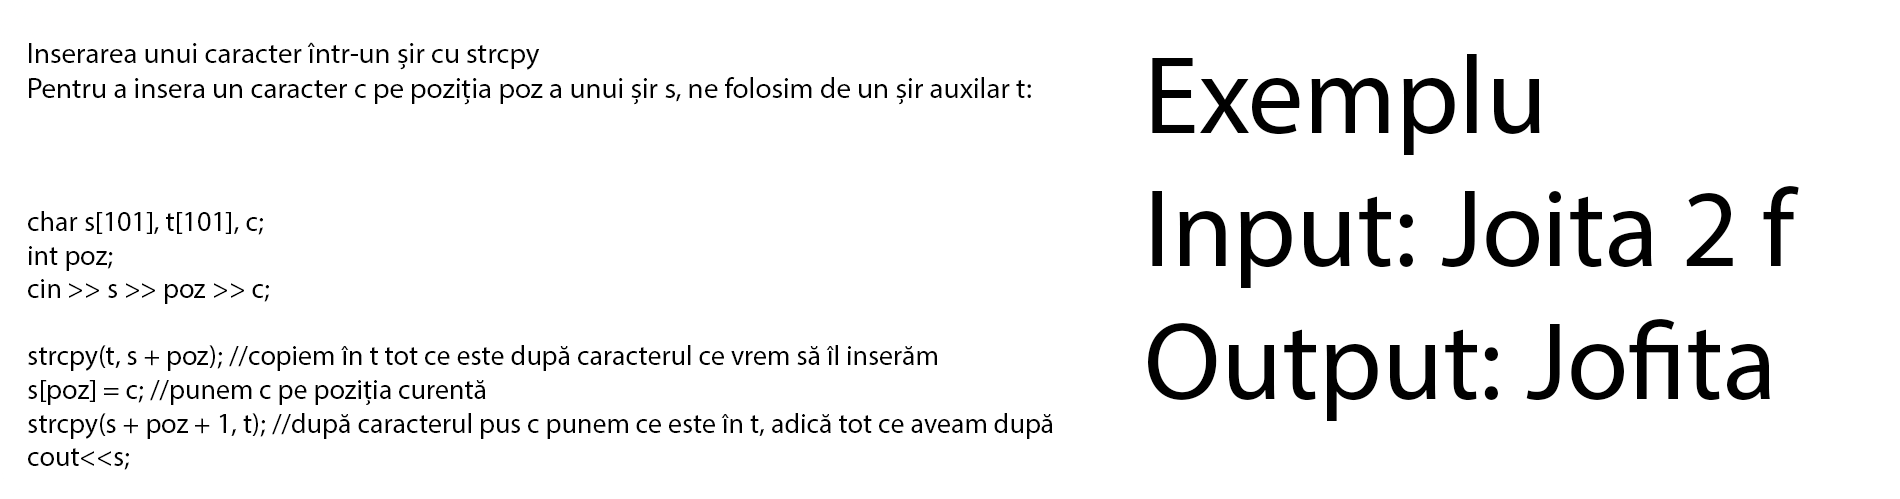 Inserarea unui caracter într-un șir cu strcpy
Pentru a insera un caracter c pe poziția poz a unui șir s, ne folosim de un șir auxilar t:
char s[101], t[101], c;
int poz;
cin >> s >> poz >> c;
strcpy(t, s + poz); //copiem în t tot ce este după caracterul ce vrem să îl inserăm
s[poz] = c; //punem c pe poziția curentă
strcpy(s + poz + 1, t); //după caracterul pus c punem ce este în t, adică tot ce aveam după
cout<<s;
Exemplu
Input: Joita 2 f
Output: Jofita